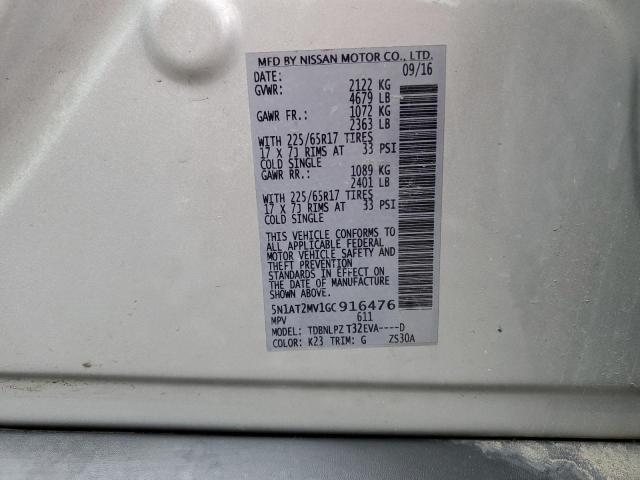 MFD BY NISSAN MOTOR CO., LTD.
DATE: 09/16
GVWR: 2122 KG
4679 LB
GAWR FR.: 1072 KG
2363 LB
WITH 225/65R17 TIRES
17 X 7J RIMS AT 33 PSI
COLD SINGLE
GAWR RR.: 1089 KG
2401 LB
WITH 225/65R17 TIRES
17 X 7J RIMS AT 33 PSI
COLD SINGLE
THIS VEHICLE CONFORMS TO
ALL APPLICABLE FEDERAL
MOTOR VEHICLE SAFETY AND
THEFT PREVENTION
STANDARDS IN EFFECT ON
THE DATE OF MANUFACTURE
SHOWN ABOVE.
5N1AT2MV1GC916476
MPV 611
MODEL: TDBNLPZ T32EVA----D
COLOR: K23 TRIM: G ZS30A